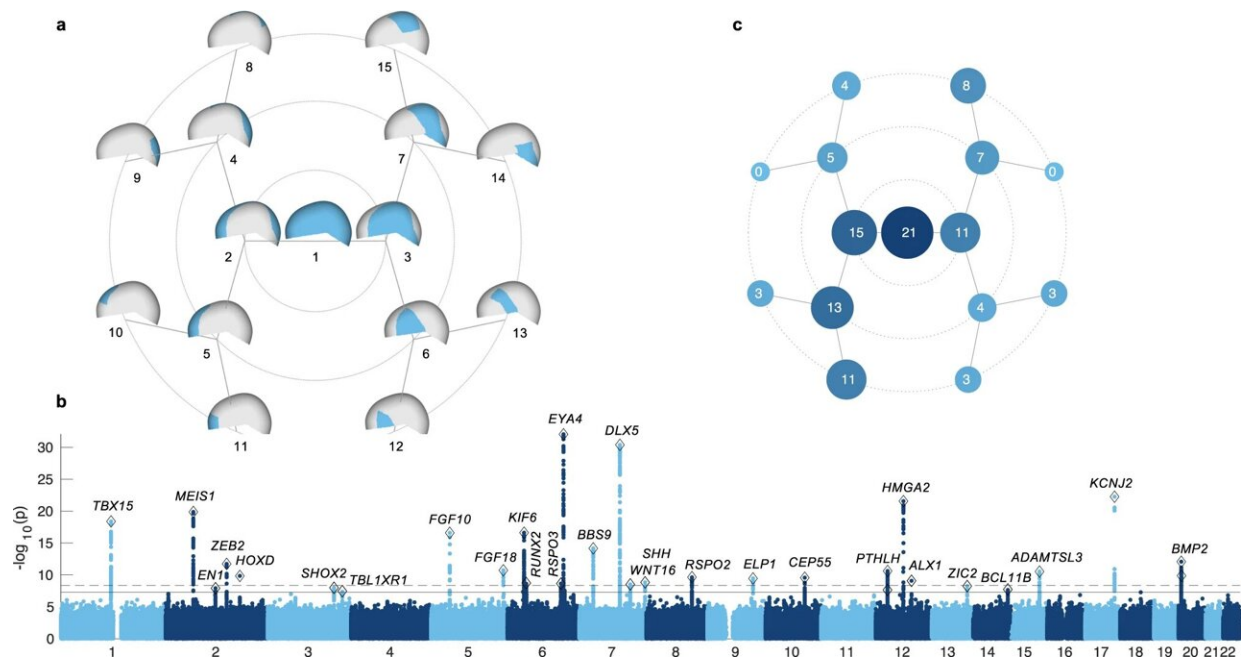 a
8
15
4
7
9
14
2
1
3
10
5
6
13
11
12
c
4
8
5
7
0
0
15
21
11
3
13
4
3
11
3
b
-log10(p)
30
25
20
15
10
5
0
TBX15
MEIS1
EN1
ZEB2
HOXD
SHOX2
TBL1XR1
FGF10
FGF18
KIF6
RUNX2
RSPO3
EYA4
BBS9
DLX5
WNT16
SHH
RSPO2
ELP1
CEP55
PTHLH
HMGA2
ALX1
ZIC2
BCL11B
ADAMTSL3
KCNJ2
BMP2
1 2 3 4 5 6 7 8 9 10 11 12 13 14 15 16 17 18 19 20 21 22